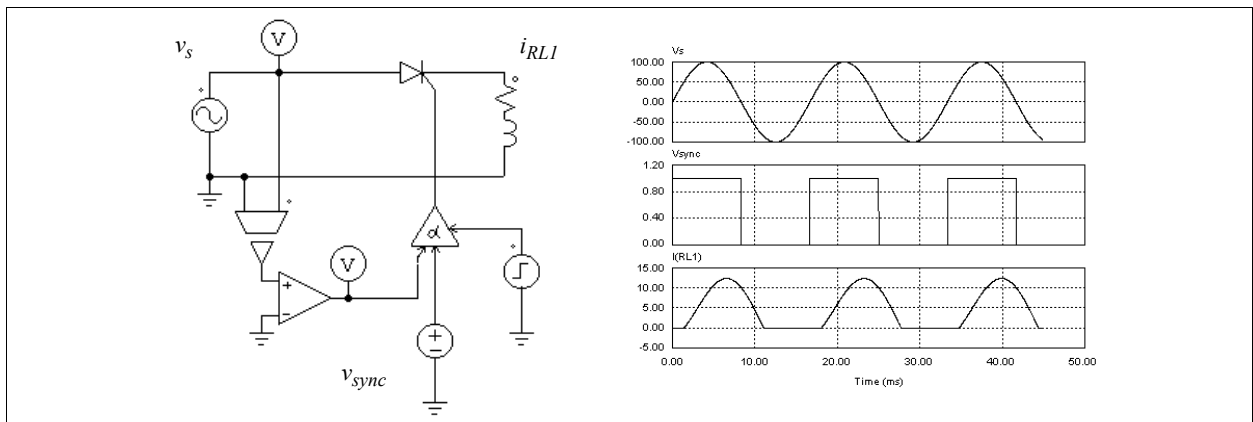 v_s
V
i_RL1
α
+
−
V
+
−
v_sync
Vs
100.00
50.00
0.00
-50.00
-100.00
Vsync
1.20
0.80
0.40
0.00
I(RL1)
15.00
10.00
5.00
0.00
-5.00
0.00 10.00 20.00 30.00 40.00 50.00
Time (ms)